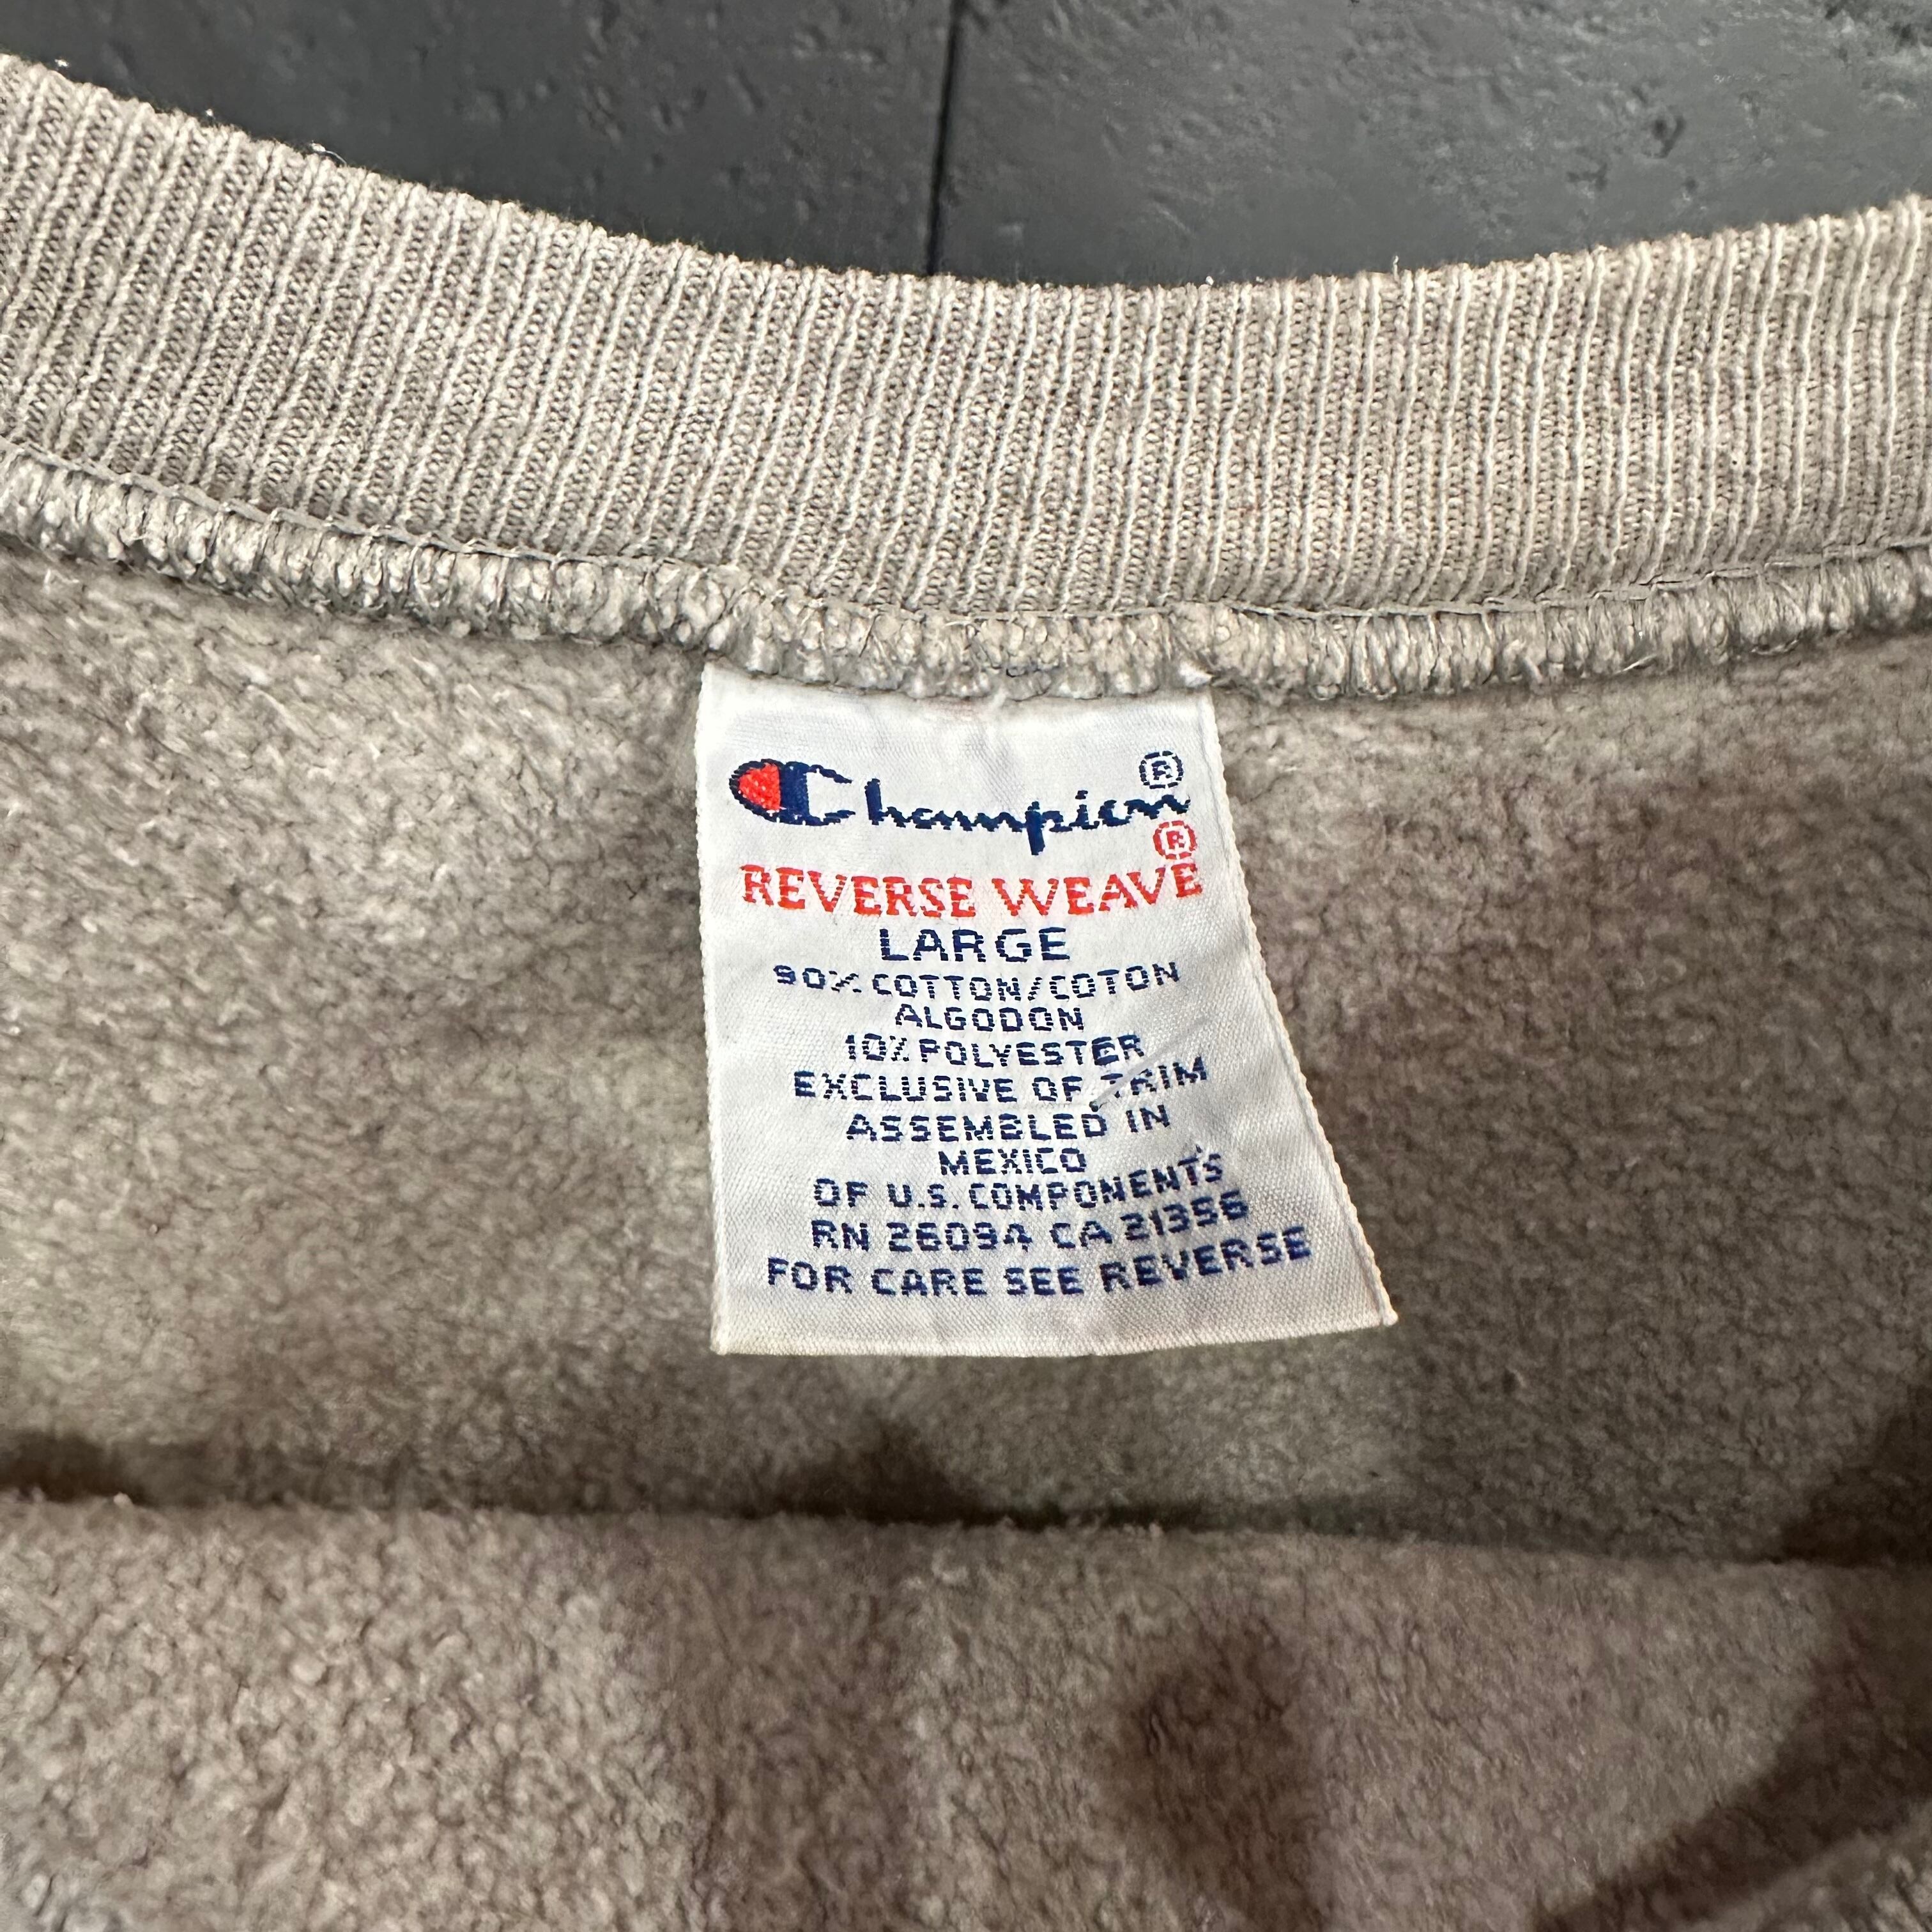 Champion®
REVERSE WEAVE®
LARGE
90% COTTON/COTON
ALGODON
10% POLYESTER
EXCLUSIVE OF TRIM
ASSEMBLED IN
MEXICO
OF U.S. COMPONENTS
RN 26094 CA 21356
FOR CARE SEE REVERSE